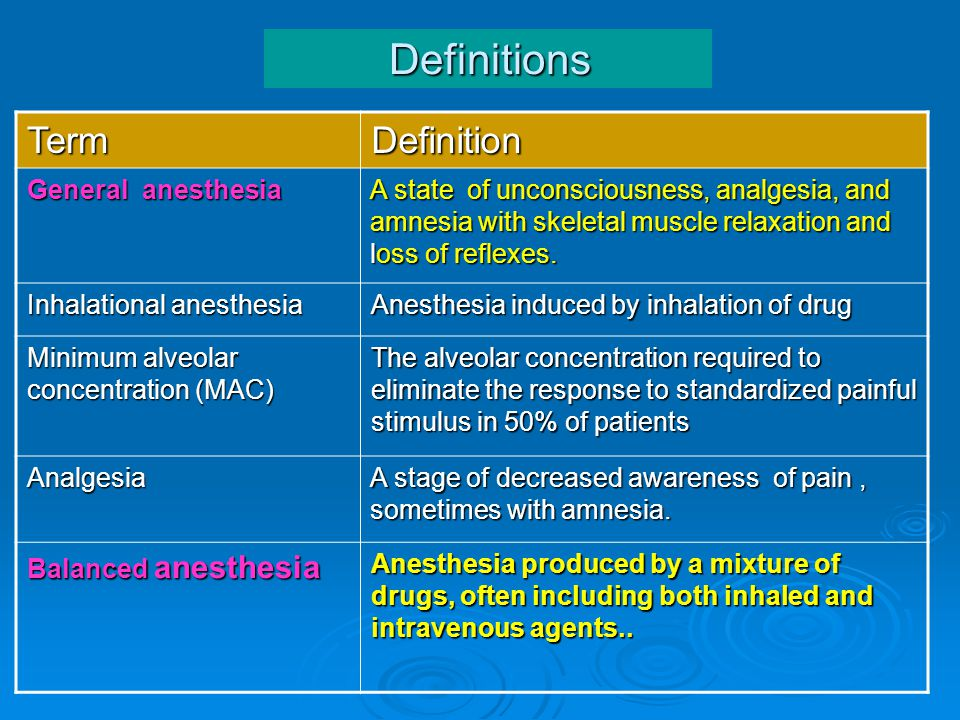 Definitions
Term
Definition
General anesthesia
A state of unconsciousness, analgesia, and
amnesia with skeletal muscle relaxation and
loss of reflexes.
Inhalational anesthesia
Anesthesia induced by inhalation of drug
Minimum alveolar
concentration (MAC)
The alveolar concentration required to
eliminate the response to standardized painful
stimulus in 50% of patients
Analgesia
A stage of decreased awareness of pain ,
sometimes with amnesia.
Balanced anesthesia
Anesthesia produced by a mixture of
drugs, often including both inhaled and
intravenous agents..